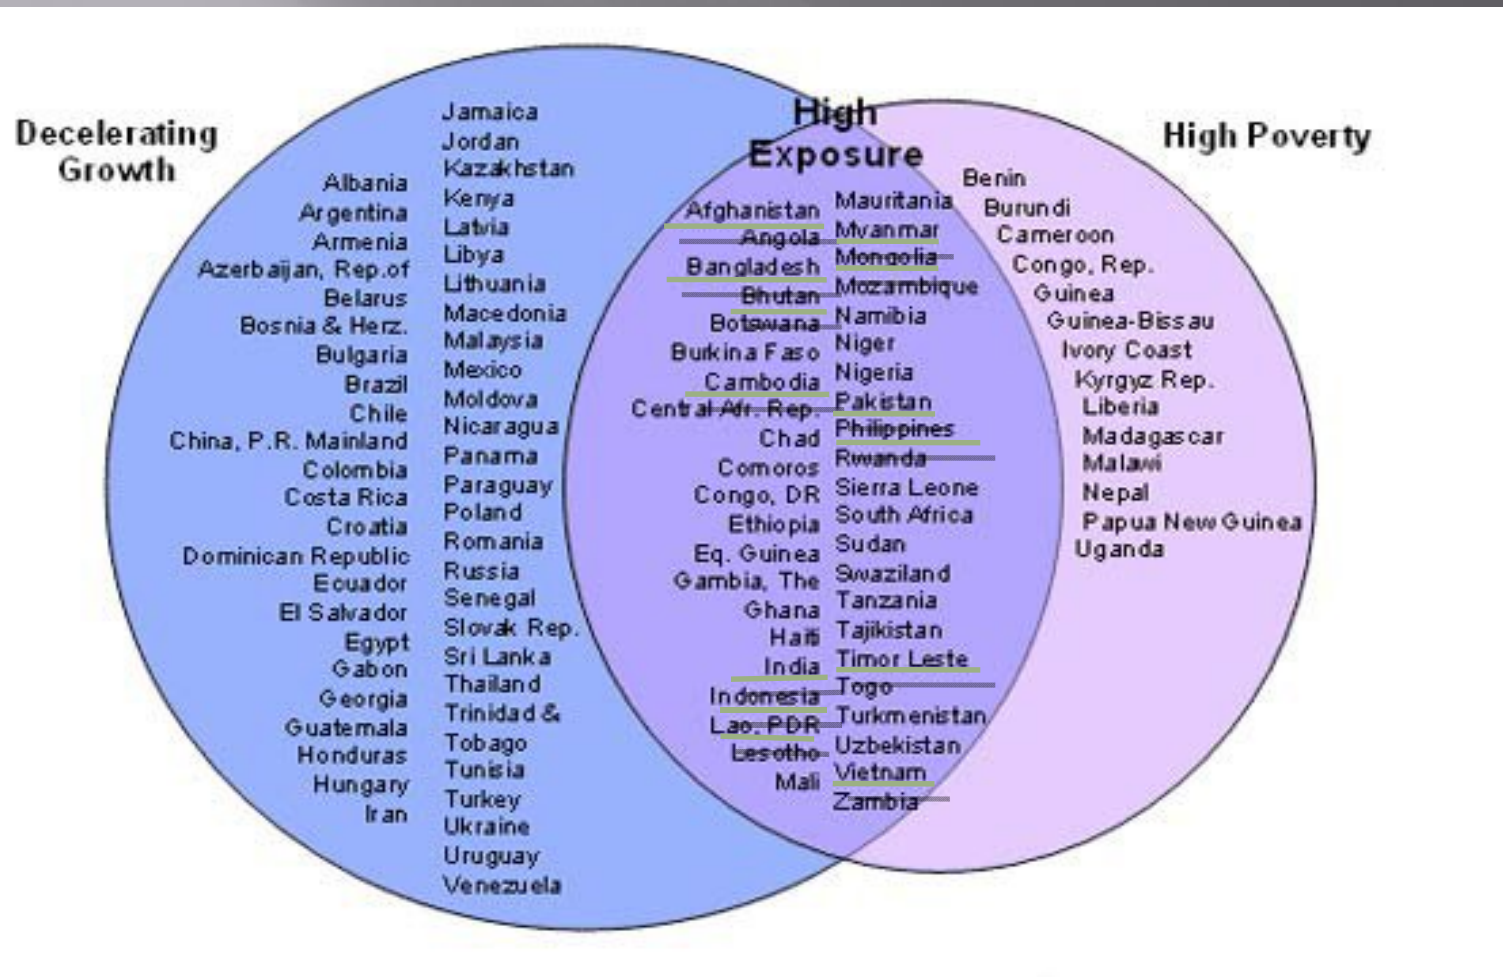 Decelerating
Growth
Albania
Argentina
Armenia
Azerbaijan, Rep.of
Belarus
Bosnia & Herz.
Bulgaria
Brazil
Chile
China, P.R. Mainland
Colombia
Costa Rica
Croatia
Dominican Republic
Ecuador
El Salvador
Egypt
Gabon
Georgia
Guatemala
Honduras
Hungary
Iran
Jamaica
Jordan
Kazakhstan
Kenya
Latvia
Libya
Lithuania
Macedonia
Malaysia
Mexico
Moldova
Nicaragua
Panama
Paraguay
Poland
Romania
Russia
Senegal
Slovak Rep.
Sri Lanka
Thailand
Trinidad &
Tobago
Tunisia
Turkey
Ukraine
Uruguay
Venezuela
High
Exposure
Afghanistan
Angola
Bangladesh
Bhutan
Botswana
Burkina Faso
Cambodia
Central Afr. Rep.
Chad
Comoros
Congo, DR
Ethiopia
Eq. Guinea
Gambia, The
Ghana
Haiti
India
Indonesia
Lao, PDR
Lesotho
Mali
Mauritania
Myanmar
Mongolia
Mozambique
Namibia
Niger
Nigeria
Pakistan
Philippines
Rwanda
Sierra Leone
South Africa
Sudan
Swaziland
Tanzania
Tajikistan
Timor Leste
Togo
Turkmenistan
Uzbekistan
Vietnam
Zambia
High Poverty
Benin
Burundi
Cameroon
Congo, Rep.
Guinea
Guinea-Bissau
Ivory Coast
Kyrgyz Rep.
Liberia
Madagascar
Malawi
Nepal
Papua New Guinea
Uganda